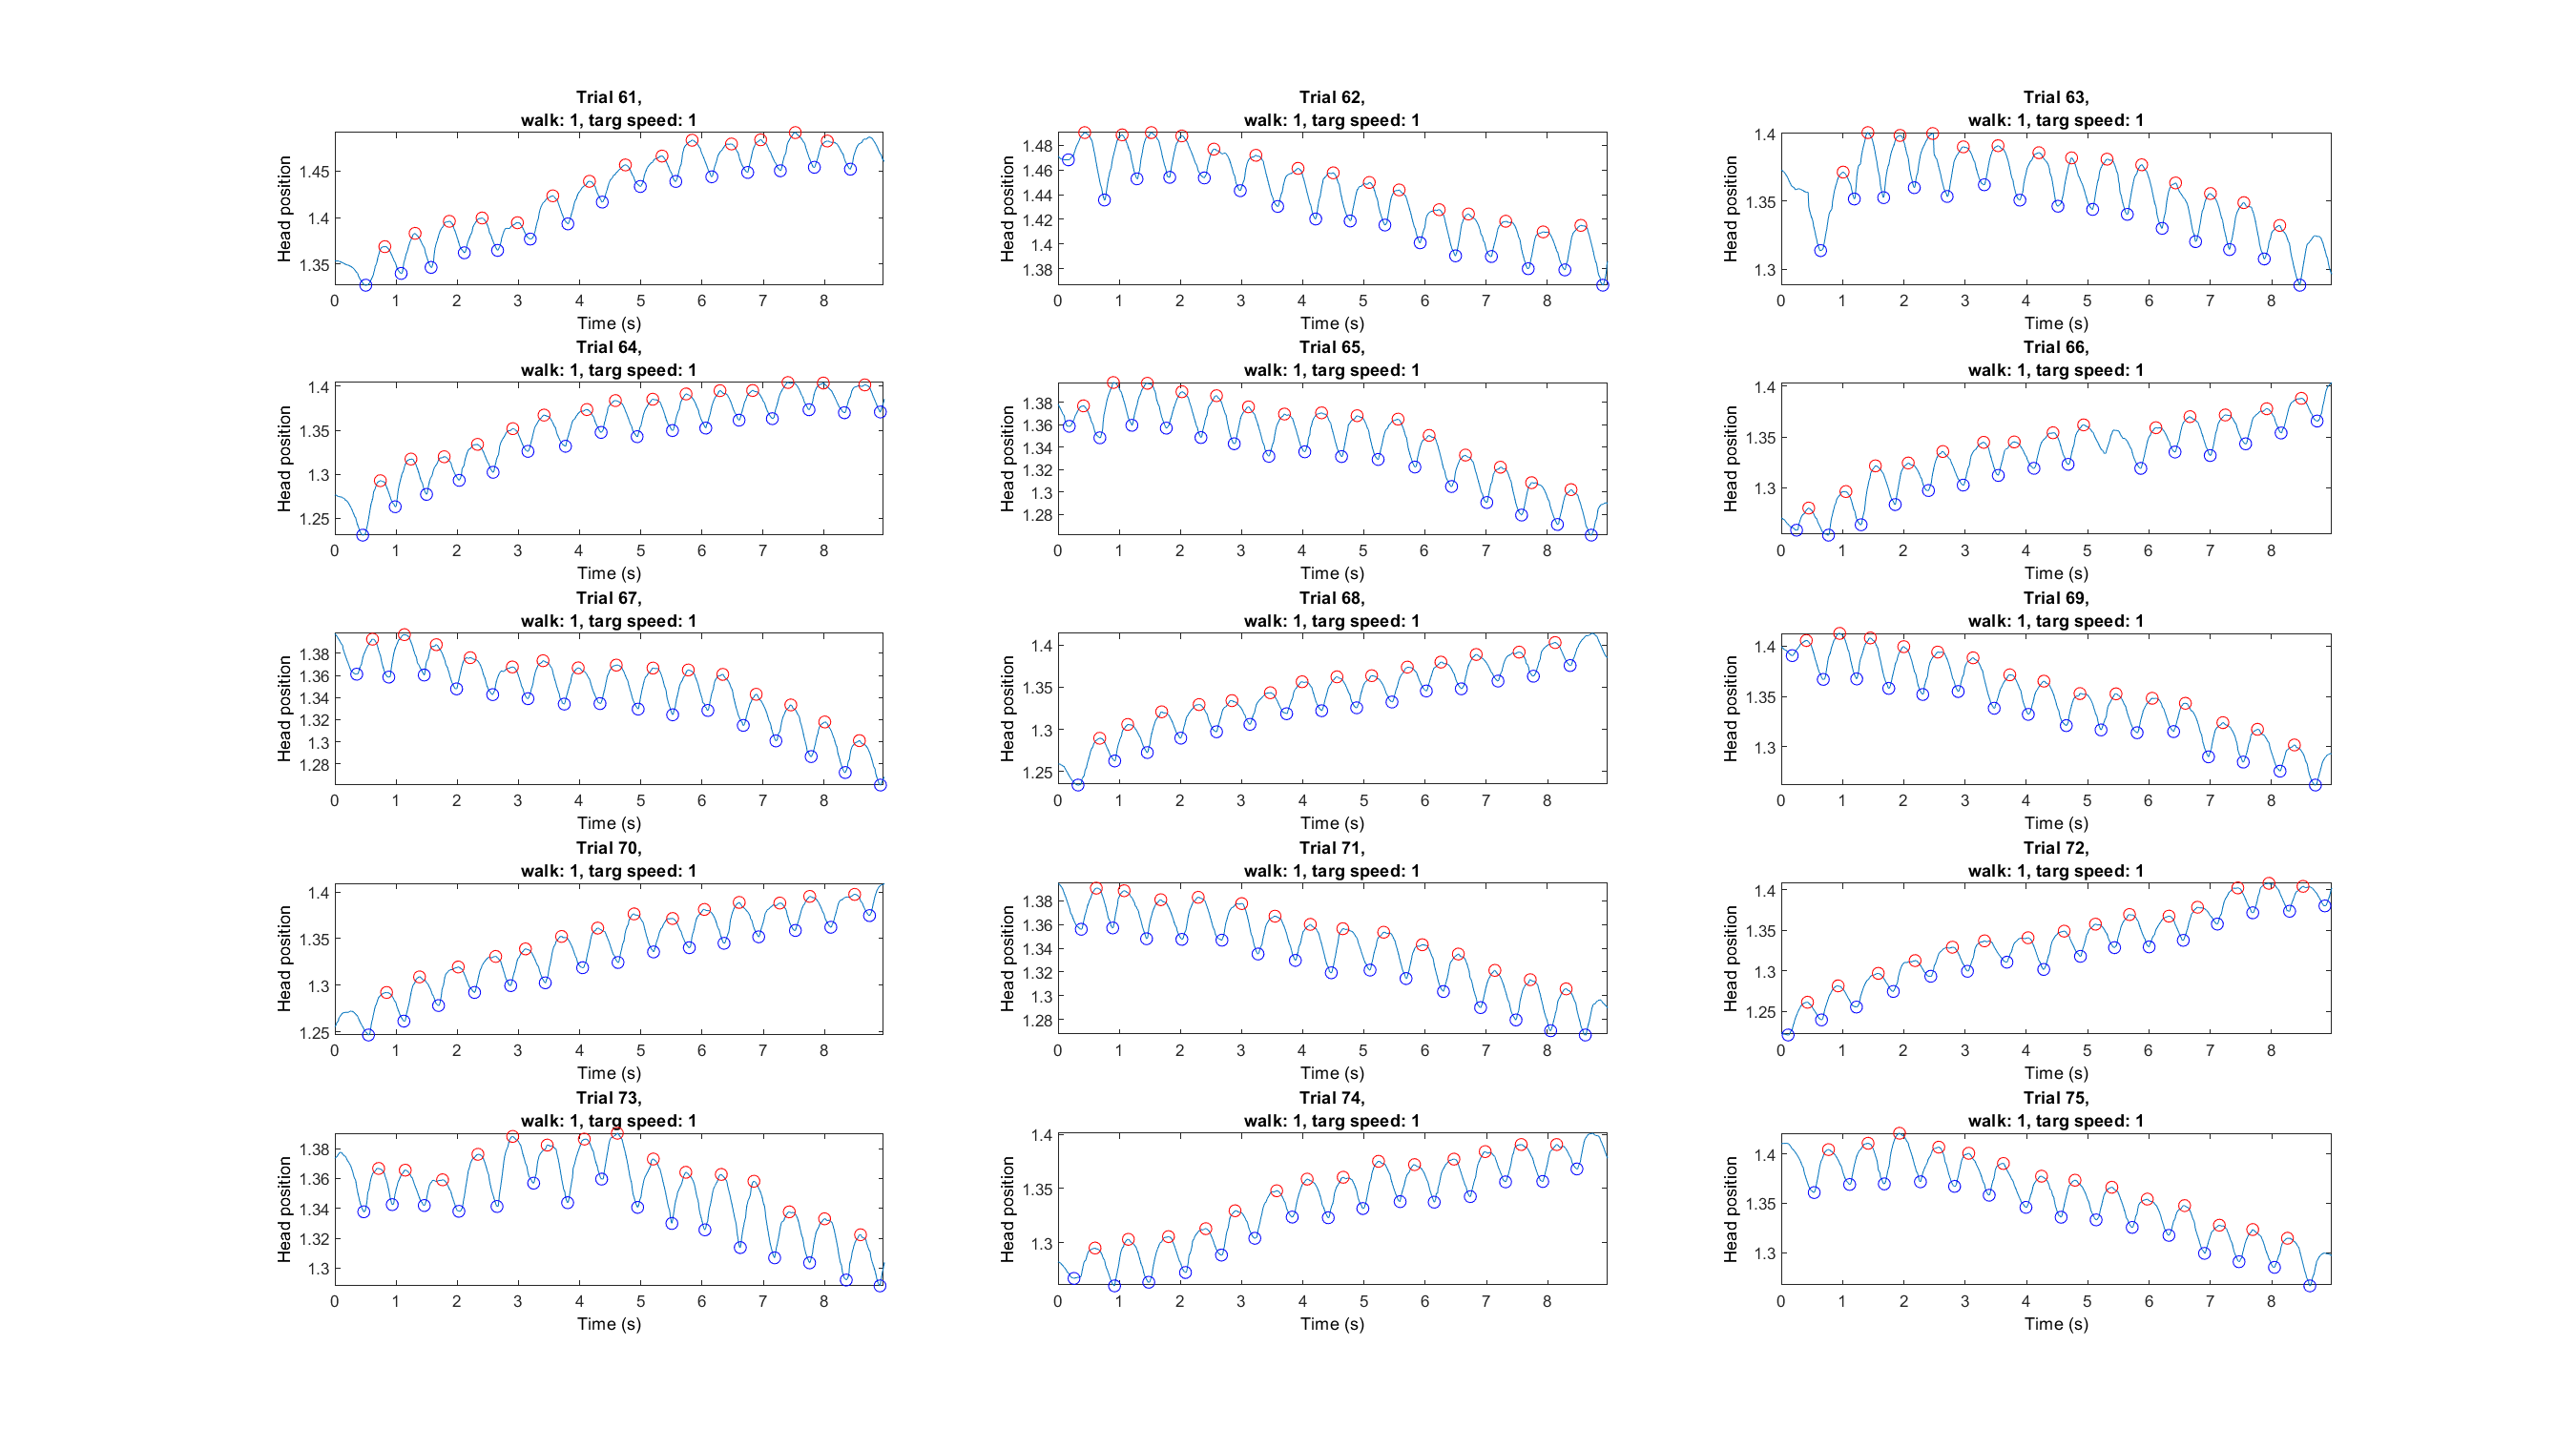 Trial 61,
walk: 1, targ speed: 1
Head position
1.45
1.4
1.35
0 1 2 3 4 5 6 7 8
Time (s)
Trial 62,
walk: 1, targ speed: 1
Head position
1.48
1.46
1.44
1.42
1.4
1.38
0 1 2 3 4 5 6 7 8
Time (s)
Trial 63,
walk: 1, targ speed: 1
Head position
1.4
1.35
1.3
0 1 2 3 4 5 6 7 8
Time (s)
Trial 64,
walk: 1, targ speed: 1
Head position
1.4
1.35
1.3
1.25
0 1 2 3 4 5 6 7 8
Time (s)
Trial 65,
walk: 1, targ speed: 1
Head position
1.38
1.36
1.34
1.32
1.3
1.28
0 1 2 3 4 5 6 7 8
Time (s)
Trial 66,
walk: 1, targ speed: 1
Head position
1.4
1.35
1.3
0 1 2 3 4 5 6 7 8
Time (s)
Trial 67,
walk: 1, targ speed: 1
Head position
1.38
1.36
1.34
1.32
1.3
1.28
0 1 2 3 4 5 6 7 8
Time (s)
Trial 68,
walk: 1, targ speed: 1
Head position
1.4
1.35
1.3
1.25
0 1 2 3 4 5 6 7 8
Time (s)
Trial 69,
walk: 1, targ speed: 1
Head position
1.4
1.35
1.3
0 1 2 3 4 5 6 7 8
Time (s)
Trial 70,
walk: 1, targ speed: 1
Head position
1.4
1.35
1.3
1.25
0 1 2 3 4 5 6 7 8
Time (s)
Trial 71,
walk: 1, targ speed: 1
Head position
1.38
1.36
1.34
1.32
1.3
1.28
0 1 2 3 4 5 6 7 8
Time (s)
Trial 72,
walk: 1, targ speed: 1
Head position
1.4
1.35
1.3
1.25
0 1 2 3 4 5 6 7 8
Time (s)
Trial 73,
walk: 1, targ speed: 1
Head position
1.38
1.36
1.34
1.32
1.3
0 1 2 3 4 5 6 7 8
Time (s)
Trial 74,
walk: 1, targ speed: 1
Head position
1.4
1.35
1.3
0 1 2 3 4 5 6 7 8
Time (s)
Trial 75,
walk: 1, targ speed: 1
Head position
1.4
1.35
1.3
0 1 2 3 4 5 6 7 8
Time (s)